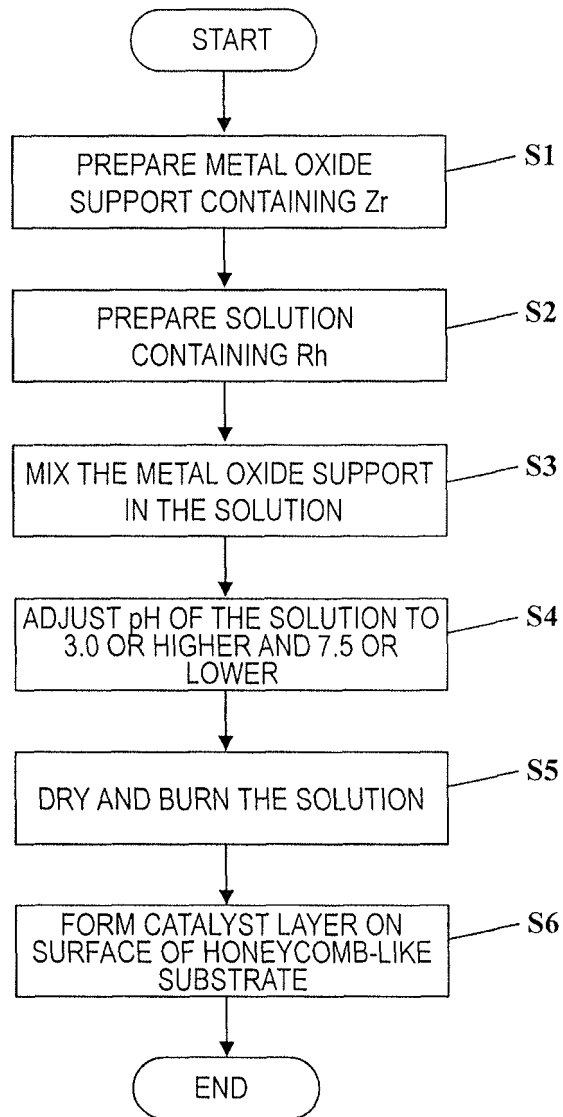 START
PREPARE METAL OXIDE
SUPPORT CONTAINING Zr
S1
PREPARE SOLUTION
CONTAINING Rh
S2
MIX THE METAL OXIDE SUPPORT
IN THE SOLUTION
S3
ADJUST pH OF THE SOLUTION TO
3.0 OR HIGHER AND 7.5 OR
LOWER
S4
DRY AND BURN THE SOLUTION
S5
FORM CATALYST LAYER ON
SURFACE OF HONEYCOMB-LIKE
SUBSTRATE
S6
END